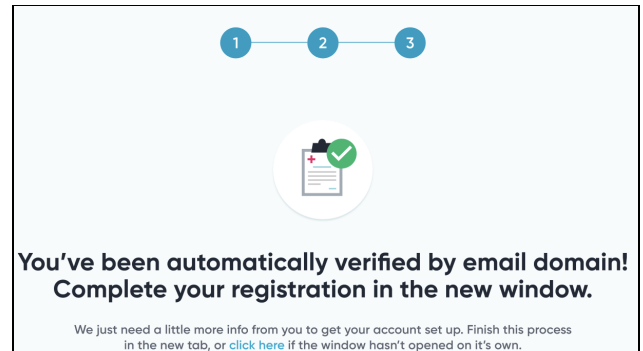 1 2 3
You’ve been automatically verified by email domain!
Complete your registration in the new window.
We just need a little more info from you to get your account set up. Finish this process
in the new tab, or click here if the window hasn’t opened on it’s own.